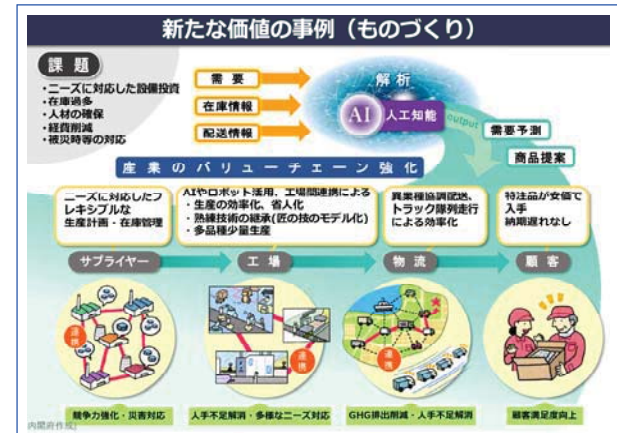 新たな価値の事例（ものづくり）
課題
・ニーズに対応した設備投資
・在庫過多
・人材の確保
・経費削減
・被災時等の対応
需要
在庫情報
配送情報
解析
AI 人工知能
output
需要予測
商品提案
産業のバリューチェーン強化
ニーズに対応したフ
レキシブルな
生産計画・在庫管理
AIやロボット活用、工場間連携による
・生産の効率化、省人化
・熟練技術の継承(匠の技のモデル化)
・多品種少量生産
異業種協調配送、
トラック隊列走行
による効率化
特注品が安価で
入手
納期遅れなし
サプライヤー
工場
物流
顧客
連携
連携
連携
競争力強化・災害対応
人手不足解消・多様なニーズ対応
GHG排出削減・人手不足解消
顧客満足度向上
内閣府作成